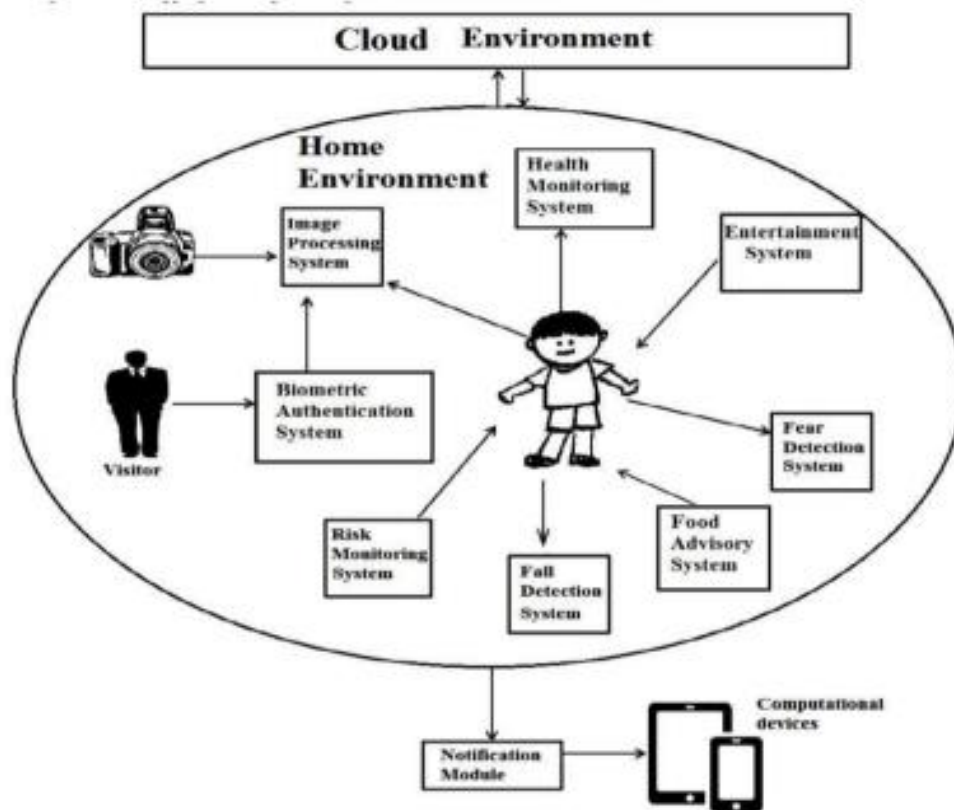 Cloud Environment
Home
Environment
Health
Monitoring
System
Image
Processing
System
Entertainment
System
Biometric
Authentication
System
Visitor
Fear
Detection
System
Risk
Monitoring
System
Food
Advisory
System
Fall
Detection
System
Notification
Module
Computational
devices